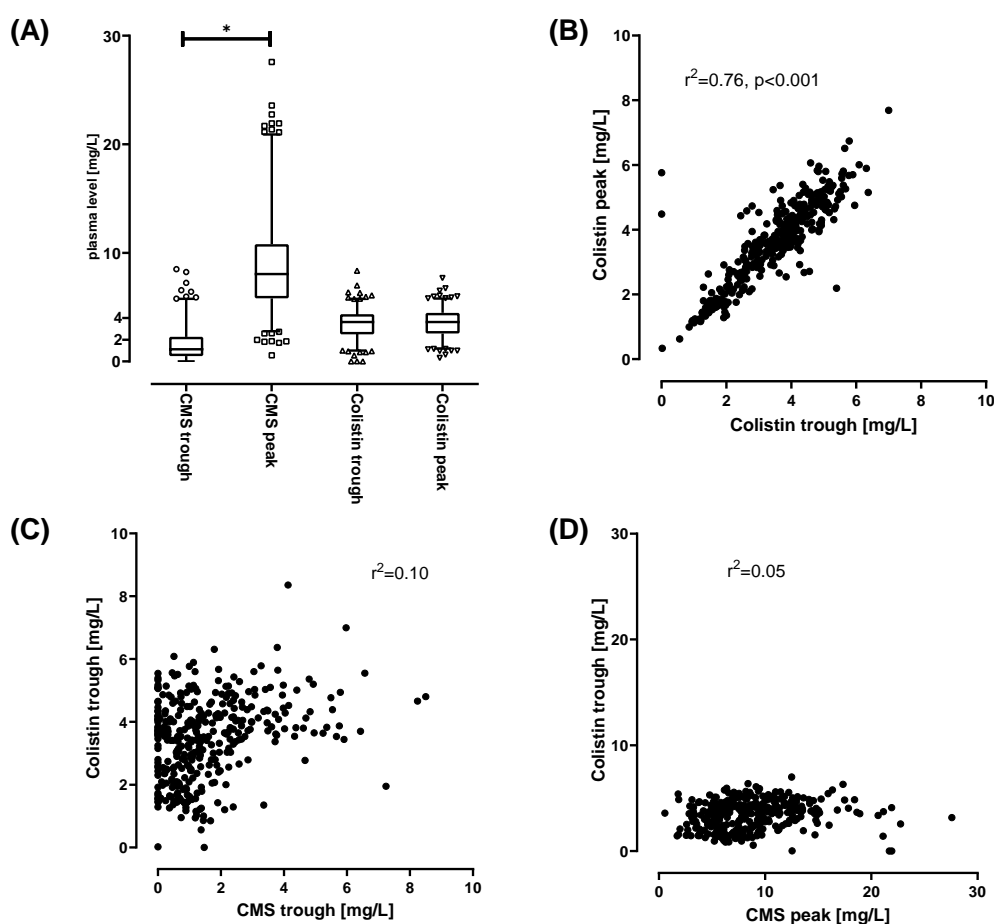 (A)
30
20
10
4
2
0
plasma level [mg/L]
*
CMS trough
CMS peak
Colistin trough
Colistin peak
(B)
10
8
6
4
2
0
Colistin peak [mg/L]
r²=0.76, p<0.001
0 2 4 6 8 10
Colistin trough [mg/L]
(C)
10
8
6
4
2
0
Colistin trough [mg/L]
r²=0.10
0 2 4 6 8 10
CMS trough [mg/L]
(D)
30
20
10
0
Colistin trough [mg/L]
r²=0.05
0 10 20 30
CMS peak [mg/L]